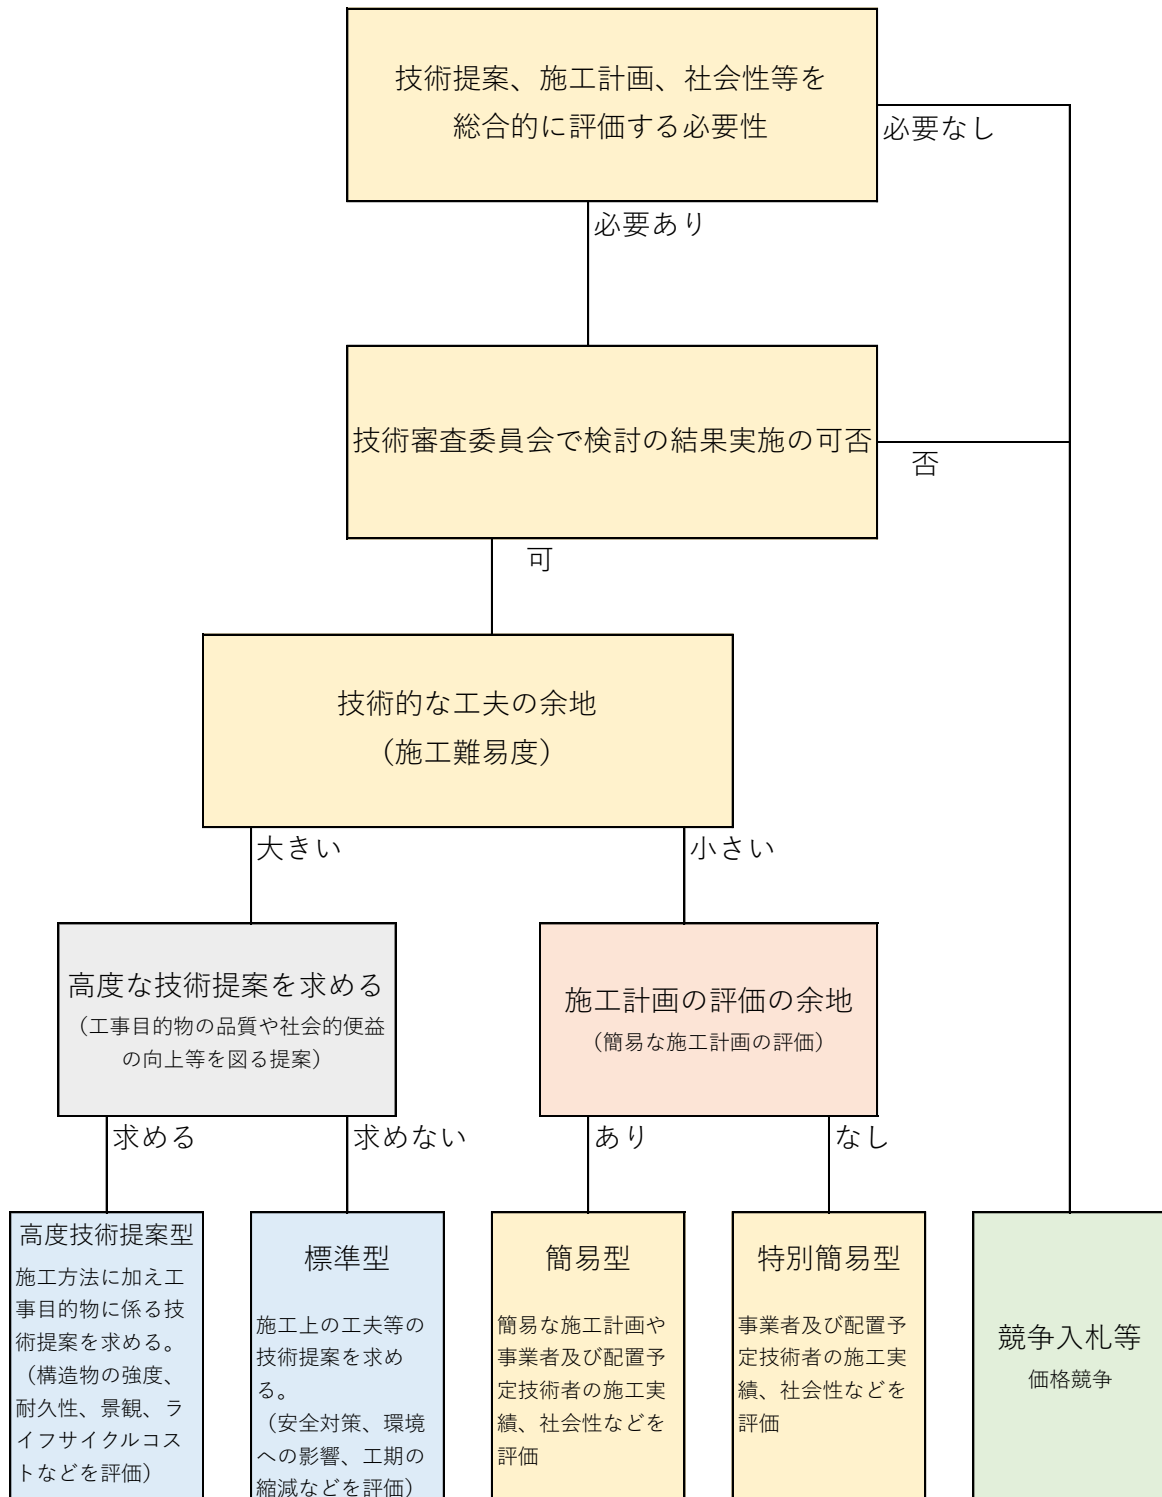 技術提案、施工計画、社会性等を
総合的に評価する必要性
必要なし
必要あり
技術審査委員会で検討の結果実施の可否
否
可
技術的な工夫の余地
（施工難易度）
大きい
小さい
高度な技術提案を求める
（工事目的物の品質や社会的便益
の向上等を図る提案）
施工計画の評価の余地
（簡易な施工計画の評価）
求める
求めない
あり
なし
高度技術提案型
施工方法に加え工
事目的物に係る技
術提案を求める。
（構造物の強度、
耐久性、景観、ラ
イフサイクルコス
トなどを評価）
標準型
施工上の工夫等の
技術提案を求め
る。
（安全対策、環境
への影響、工期の
縮減などを評価）
簡易型
簡易な施工計画や
事業者及び配置予
定技術者の施工実
績、社会性などを
評価
特別簡易型
事業者及び配置予
定技術者の施工実
績、社会性などを
評価
競争入札等
価格競争